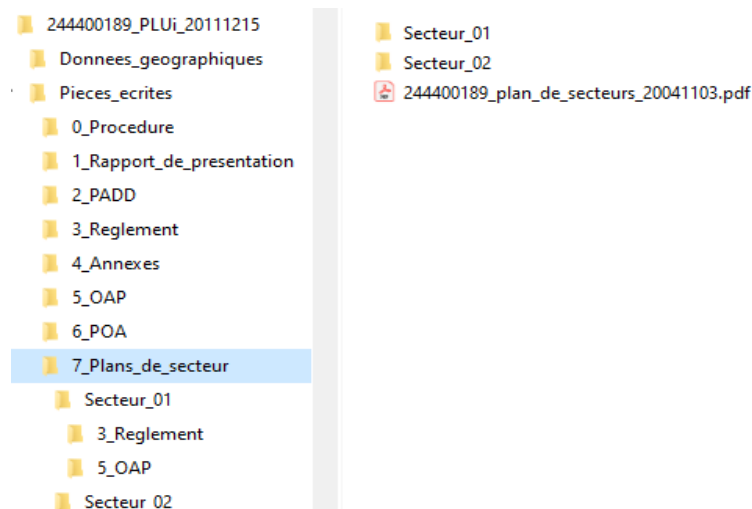 244400189_PLUi_20111215
Donnees_geographiques
Pieces_ecrites
0_Procedure
1_Rapport_de_presentation
2_PADD
3_Reglement
4_Annexes
5_OAP
6_POA
7_Plans_de_secteur
Secteur_01
3_Reglement
5_OAP
Secteur_02
Secteur_01
Secteur_02
244400189_plan_de_secteurs_20041103.pdf